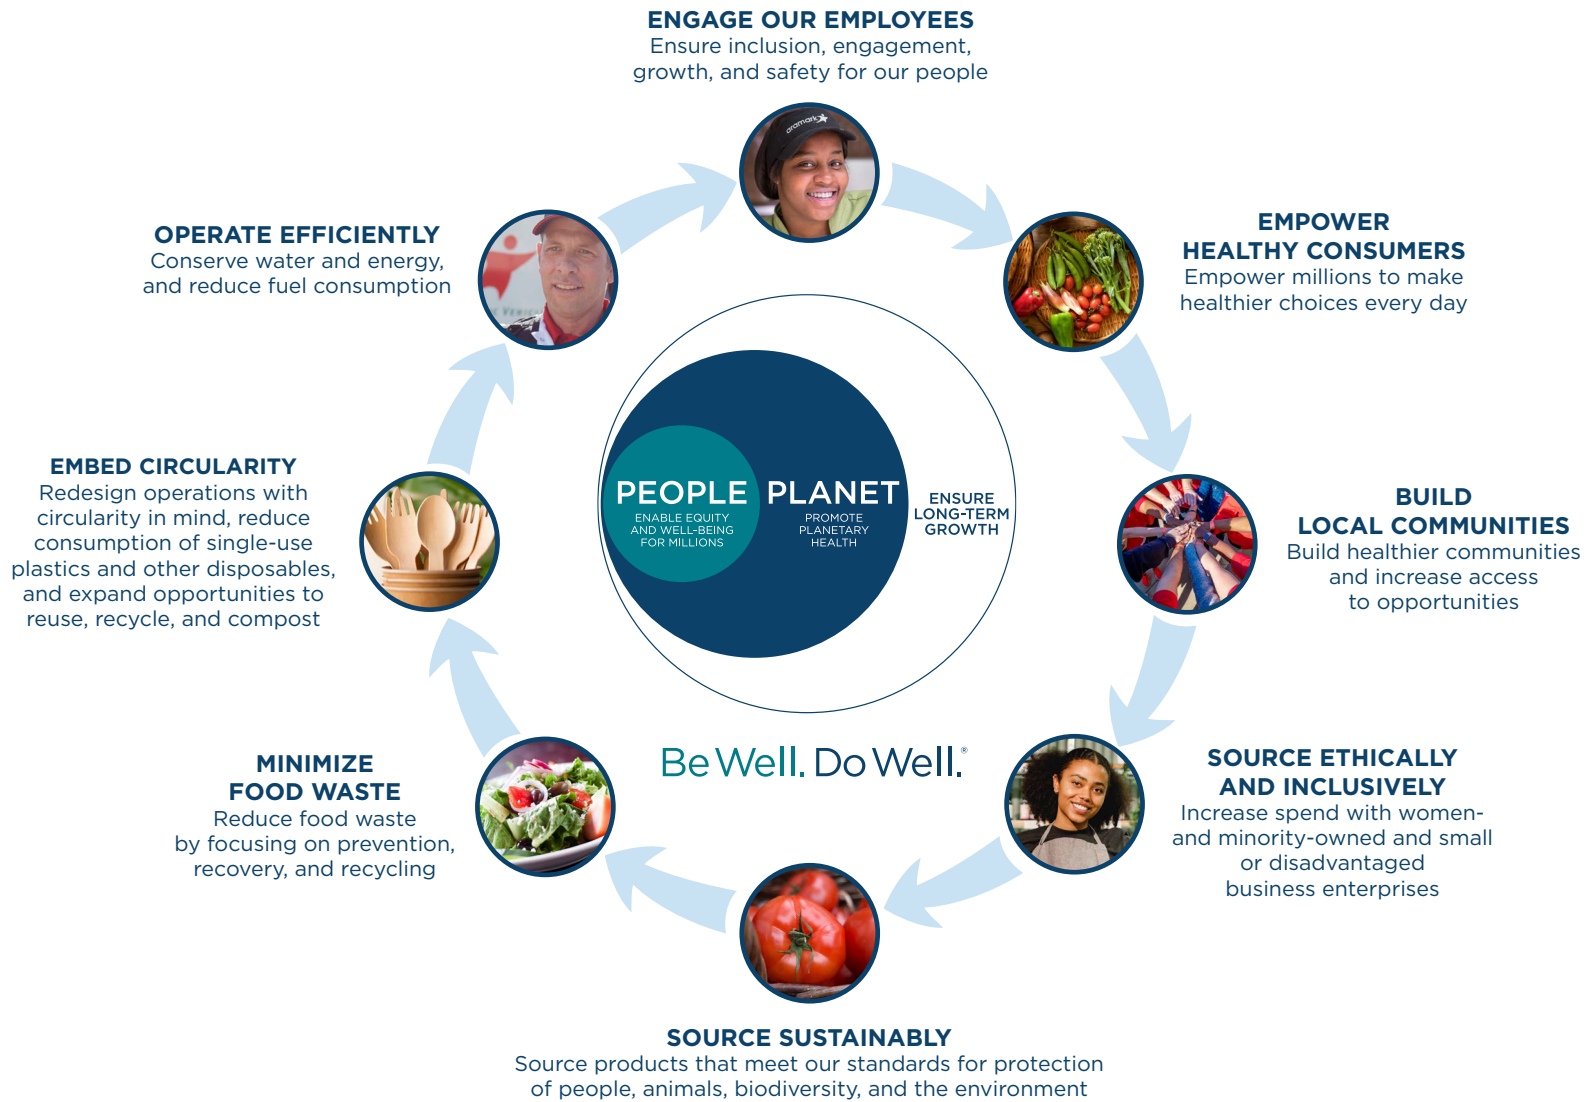 ENGAGE OUR EMPLOYEES
Ensure inclusion, engagement,
growth, and safety for our people
aramark
EMPOWER
HEALTHY CONSUMERS
Empower millions to make
healthier choices every day
BUILD
LOCAL COMMUNITIES
Build healthier communities
and increase access
to opportunities
SOURCE ETHICALLY
AND INCLUSIVELY
Increase spend with women-
and minority-owned and small
or disadvantaged
business enterprises
SOURCE SUSTAINABLY
Source products that meet our standards for protection
of people, animals, biodiversity, and the environment
MINIMIZE
FOOD WASTE
Reduce food waste
by focusing on prevention,
recovery, and recycling
EMBED CIRCULARITY
Redesign operations with
circularity in mind, reduce
consumption of single-use
plastics and other disposables,
and expand opportunities to
reuse, recycle, and compost
OPERATE EFFICIENTLY
Conserve water and energy,
and reduce fuel consumption
PEOPLE
ENABLE EQUITY
AND WELL-BEING
FOR MILLIONS
PLANET
PROMOTE
PLANETARY
HEALTH
ENSURE
LONG-TERM
GROWTH
Be Well. Do Well.®